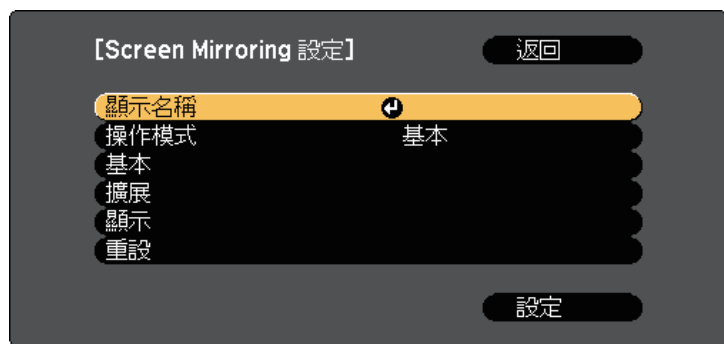 [Screen Mirroring 設定] 返回
顯示名稱
操作模式 基本
基本
擴展
顯示
重設
設定